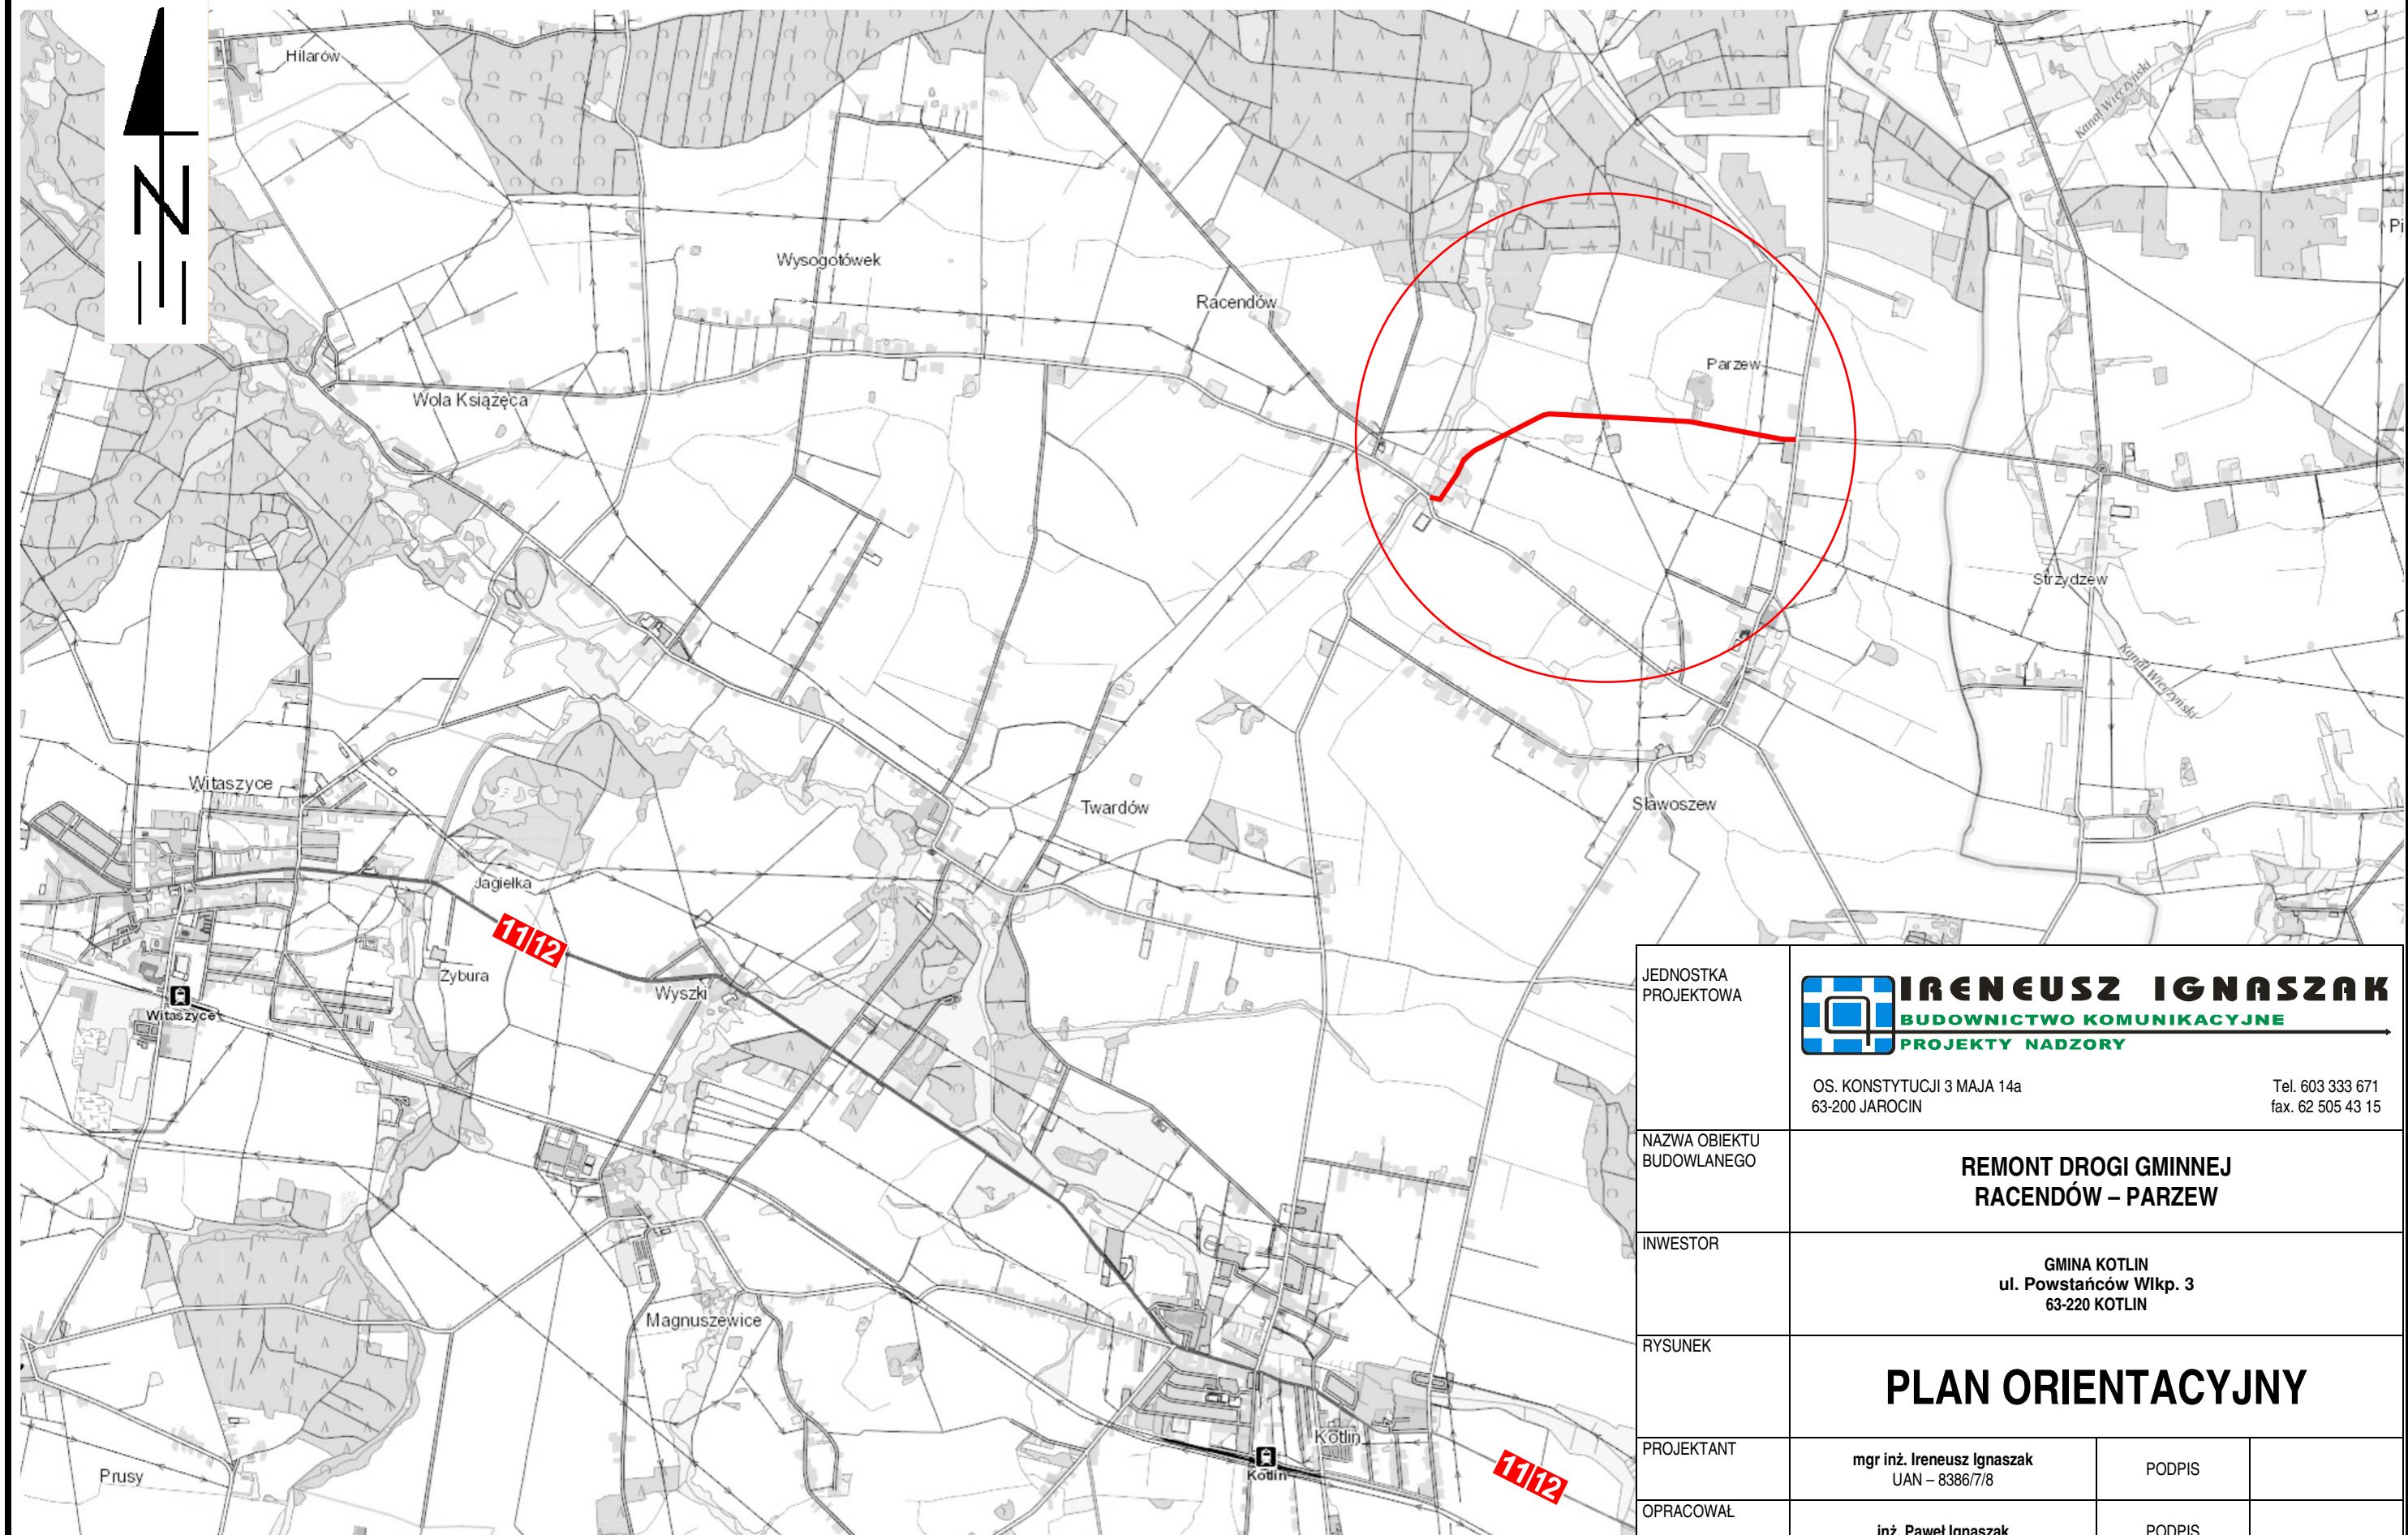 N
Hilarów
Kanał Wieczyński
Pi
Wysogotówek
Racendów
Parzew
Wola Książęca
Strzydzew
Kanał Wieczyński
Witaszyce
Twardów
Sławoszew
Jagiełka
11/12
Zybura
Wyszki
Witaszyce
Magnuszewice
Kotlin
Kotlin
11/12
Prusy
JEDNOSTKA
PROJEKTOWA
IRENEUSZ IGNASZAK
BUDOWNICTWO KOMUNIKACYJNE
PROJEKTY NADZORY
OS. KONSTYTUCJI 3 MAJA 14a
63-200 JAROCIN
Tel. 603 333 671
fax. 62 505 43 15
NAZWA OBIEKTU
BUDOWLANEGO
REMONT DROGI GMINNEJ
RACENDÓW – PARZEW
INWESTOR
GMINA KOTLIN
ul. Powstańców Wlkp. 3
63-220 KOTLIN
RYSUNEK
PLAN ORIENTACYJNY
PROJEKTANT
mgr inż. Ireneusz Ignaszak
UAN – 8386/7/8
PODPIS
OPRACOWAŁ
inż. Paweł Ignaszak
PODPIS